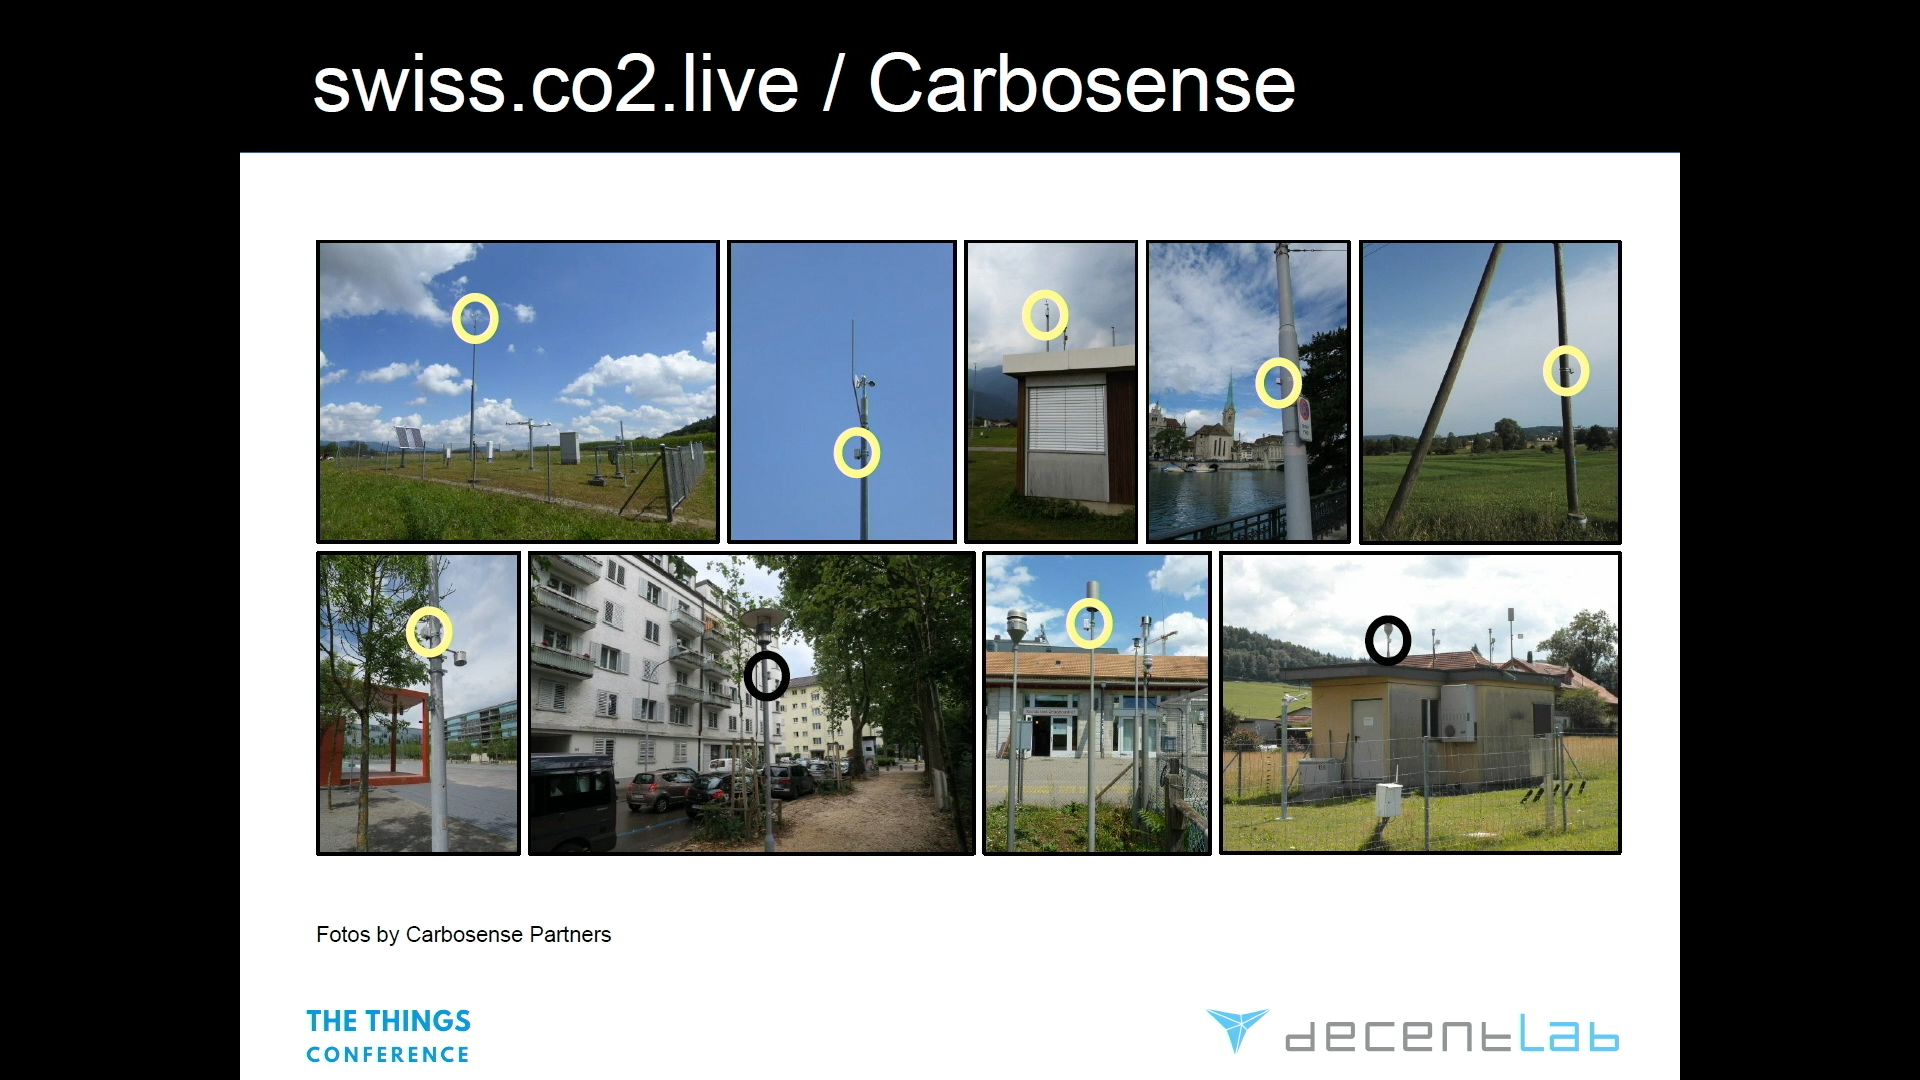 swiss.co2.live / Carbosense
Fotos by Carbosense Partners
THE THINGS
CONFERENCE
decentlab